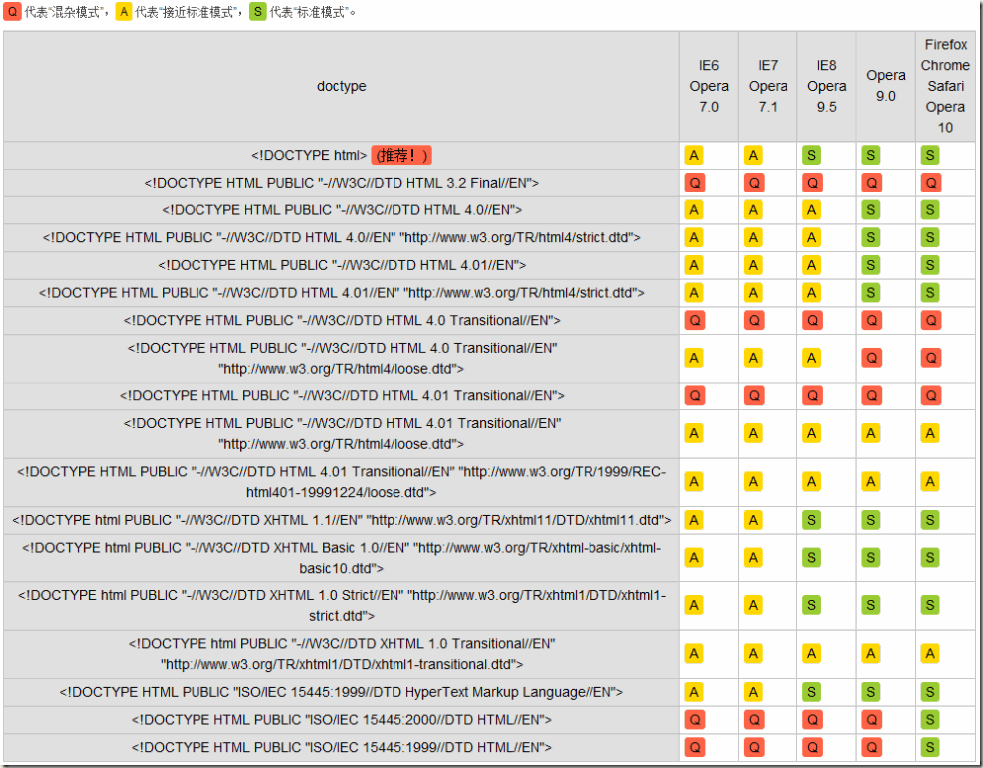 Q 代表“混杂模式”，A 代表“接近标准模式”，S 代表“标准模式”。
doctype
IE6
Opera
7.0
IE7
Opera
7.1
IE8
Opera
9.5
Opera
9.0
Firefox
Chrome
Safari
Opera
10
<!DOCTYPE html> (推荐！) A A S S S
<!DOCTYPE HTML PUBLIC "-//W3C//DTD HTML 3.2 Final//EN"> Q Q Q Q Q
<!DOCTYPE HTML PUBLIC "-//W3C//DTD HTML 4.0//EN"> A A A S S
<!DOCTYPE HTML PUBLIC "-//W3C//DTD HTML 4.0//EN" "http://www.w3.org/TR/html4/strict.dtd"> A A A S S
<!DOCTYPE HTML PUBLIC "-//W3C//DTD HTML 4.01//EN"> A A A S S
<!DOCTYPE HTML PUBLIC "-//W3C//DTD HTML 4.01//EN" "http://www.w3.org/TR/html4/strict.dtd"> A A A S S
<!DOCTYPE HTML PUBLIC "-//W3C//DTD HTML 4.0 Transitional//EN"> Q Q Q Q Q
<!DOCTYPE HTML PUBLIC "-//W3C//DTD HTML 4.0 Transitional//EN"
"http://www.w3.org/TR/html4/loose.dtd"> A A A Q Q
<!DOCTYPE HTML PUBLIC "-//W3C//DTD HTML 4.01 Transitional//EN"> Q Q Q Q Q
<!DOCTYPE HTML PUBLIC "-//W3C//DTD HTML 4.01 Transitional//EN"
"http://www.w3.org/TR/html4/loose.dtd"> A A A A A
<!DOCTYPE HTML PUBLIC "-//W3C//DTD HTML 4.01 Transitional//EN" "http://www.w3.org/TR/1999/REC-
html401-19991224/loose.dtd"> A A A A A
<!DOCTYPE html PUBLIC "-//W3C//DTD XHTML 1.1//EN" "http://www.w3.org/TR/xhtml11/DTD/xhtml11.dtd"> A A S S S
<!DOCTYPE html PUBLIC "-//W3C//DTD XHTML Basic 1.0//EN" "http://www.w3.org/TR/xhtml-basic/xhtml-
basic10.dtd"> A A S S S
<!DOCTYPE html PUBLIC "-//W3C//DTD XHTML 1.0 Strict//EN" "http://www.w3.org/TR/xhtml1/DTD/xhtml1-
strict.dtd"> A A S S S
<!DOCTYPE html PUBLIC "-//W3C//DTD XHTML 1.0 Transitional//EN"
"http://www.w3.org/TR/xhtml1/DTD/xhtml1-transitional.dtd"> A A A A A
<!DOCTYPE HTML PUBLIC "ISO/IEC 15445:1999//DTD HyperText Markup Language//EN"> A A S S S
<!DOCTYPE HTML PUBLIC "ISO/IEC 15445:2000//DTD HTML//EN"> Q Q Q Q S
<!DOCTYPE HTML PUBLIC "ISO/IEC 15445:1999//DTD HTML//EN"> Q Q Q Q S